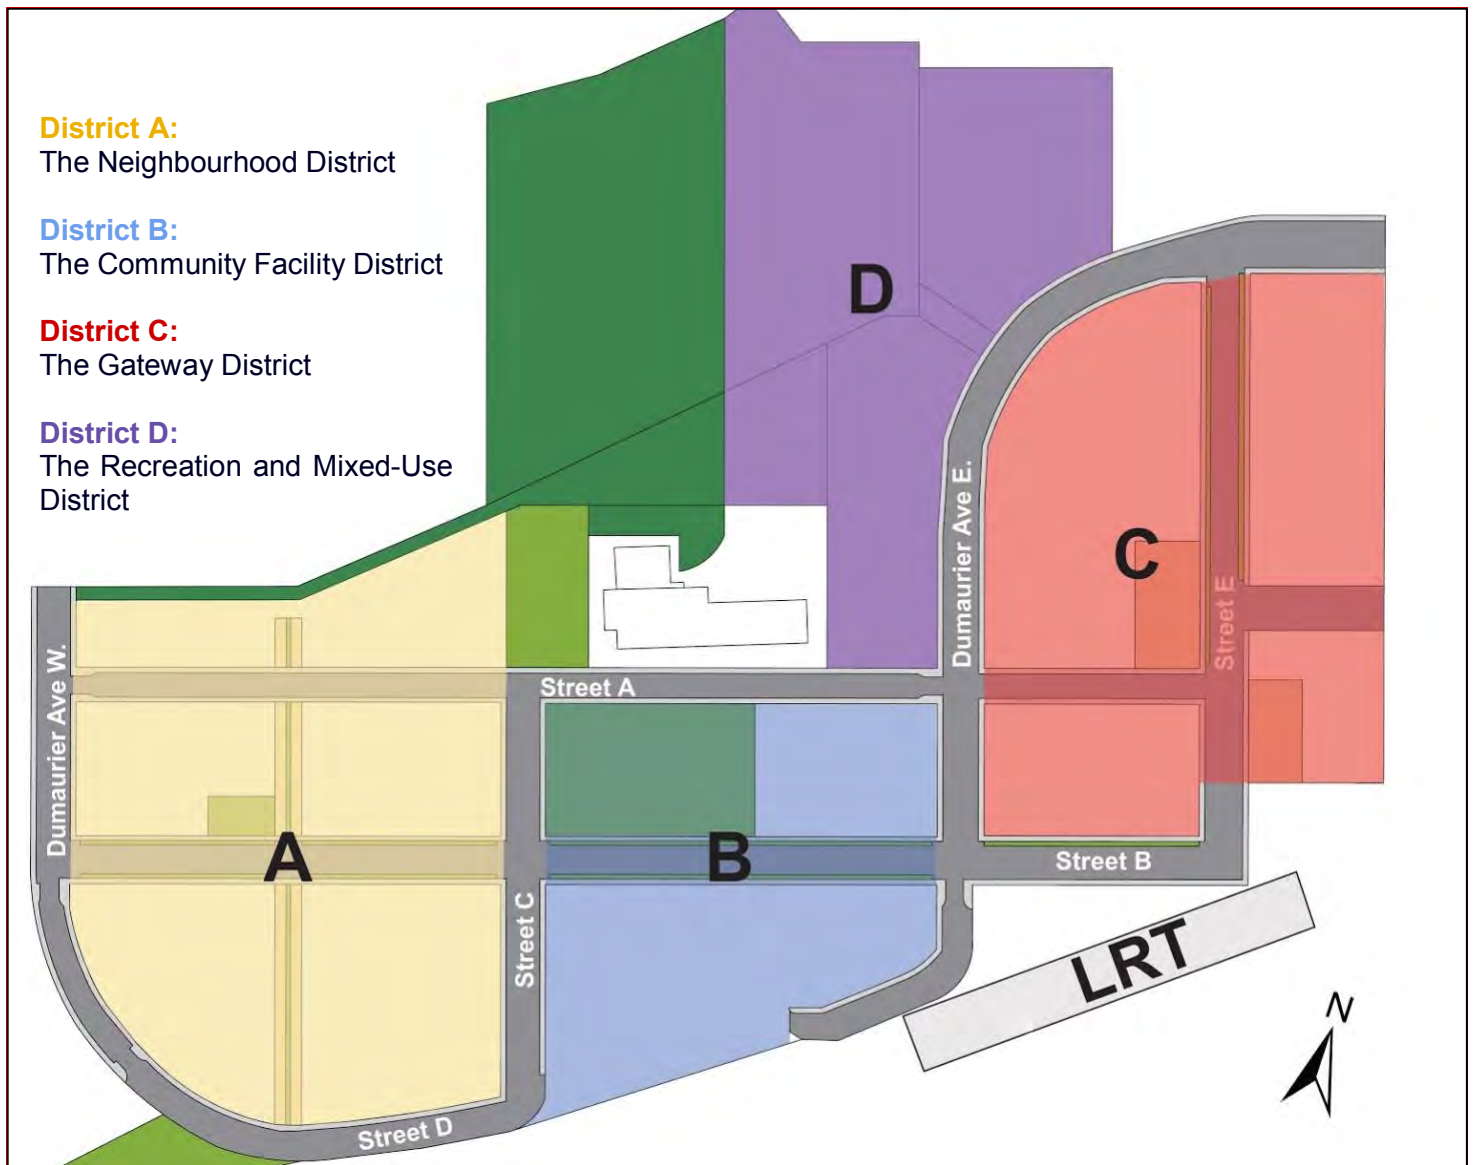 District A:
The Neighbourhood District
District B:
The Community Facility District
District C:
The Gateway District
District D:
The Recreation and Mixed-Use
District
D
C
Dumaurier Ave E.
Street E
Dumaurier Ave W.
Street A
A
B
Street B
Street C
LRT
N
Street D